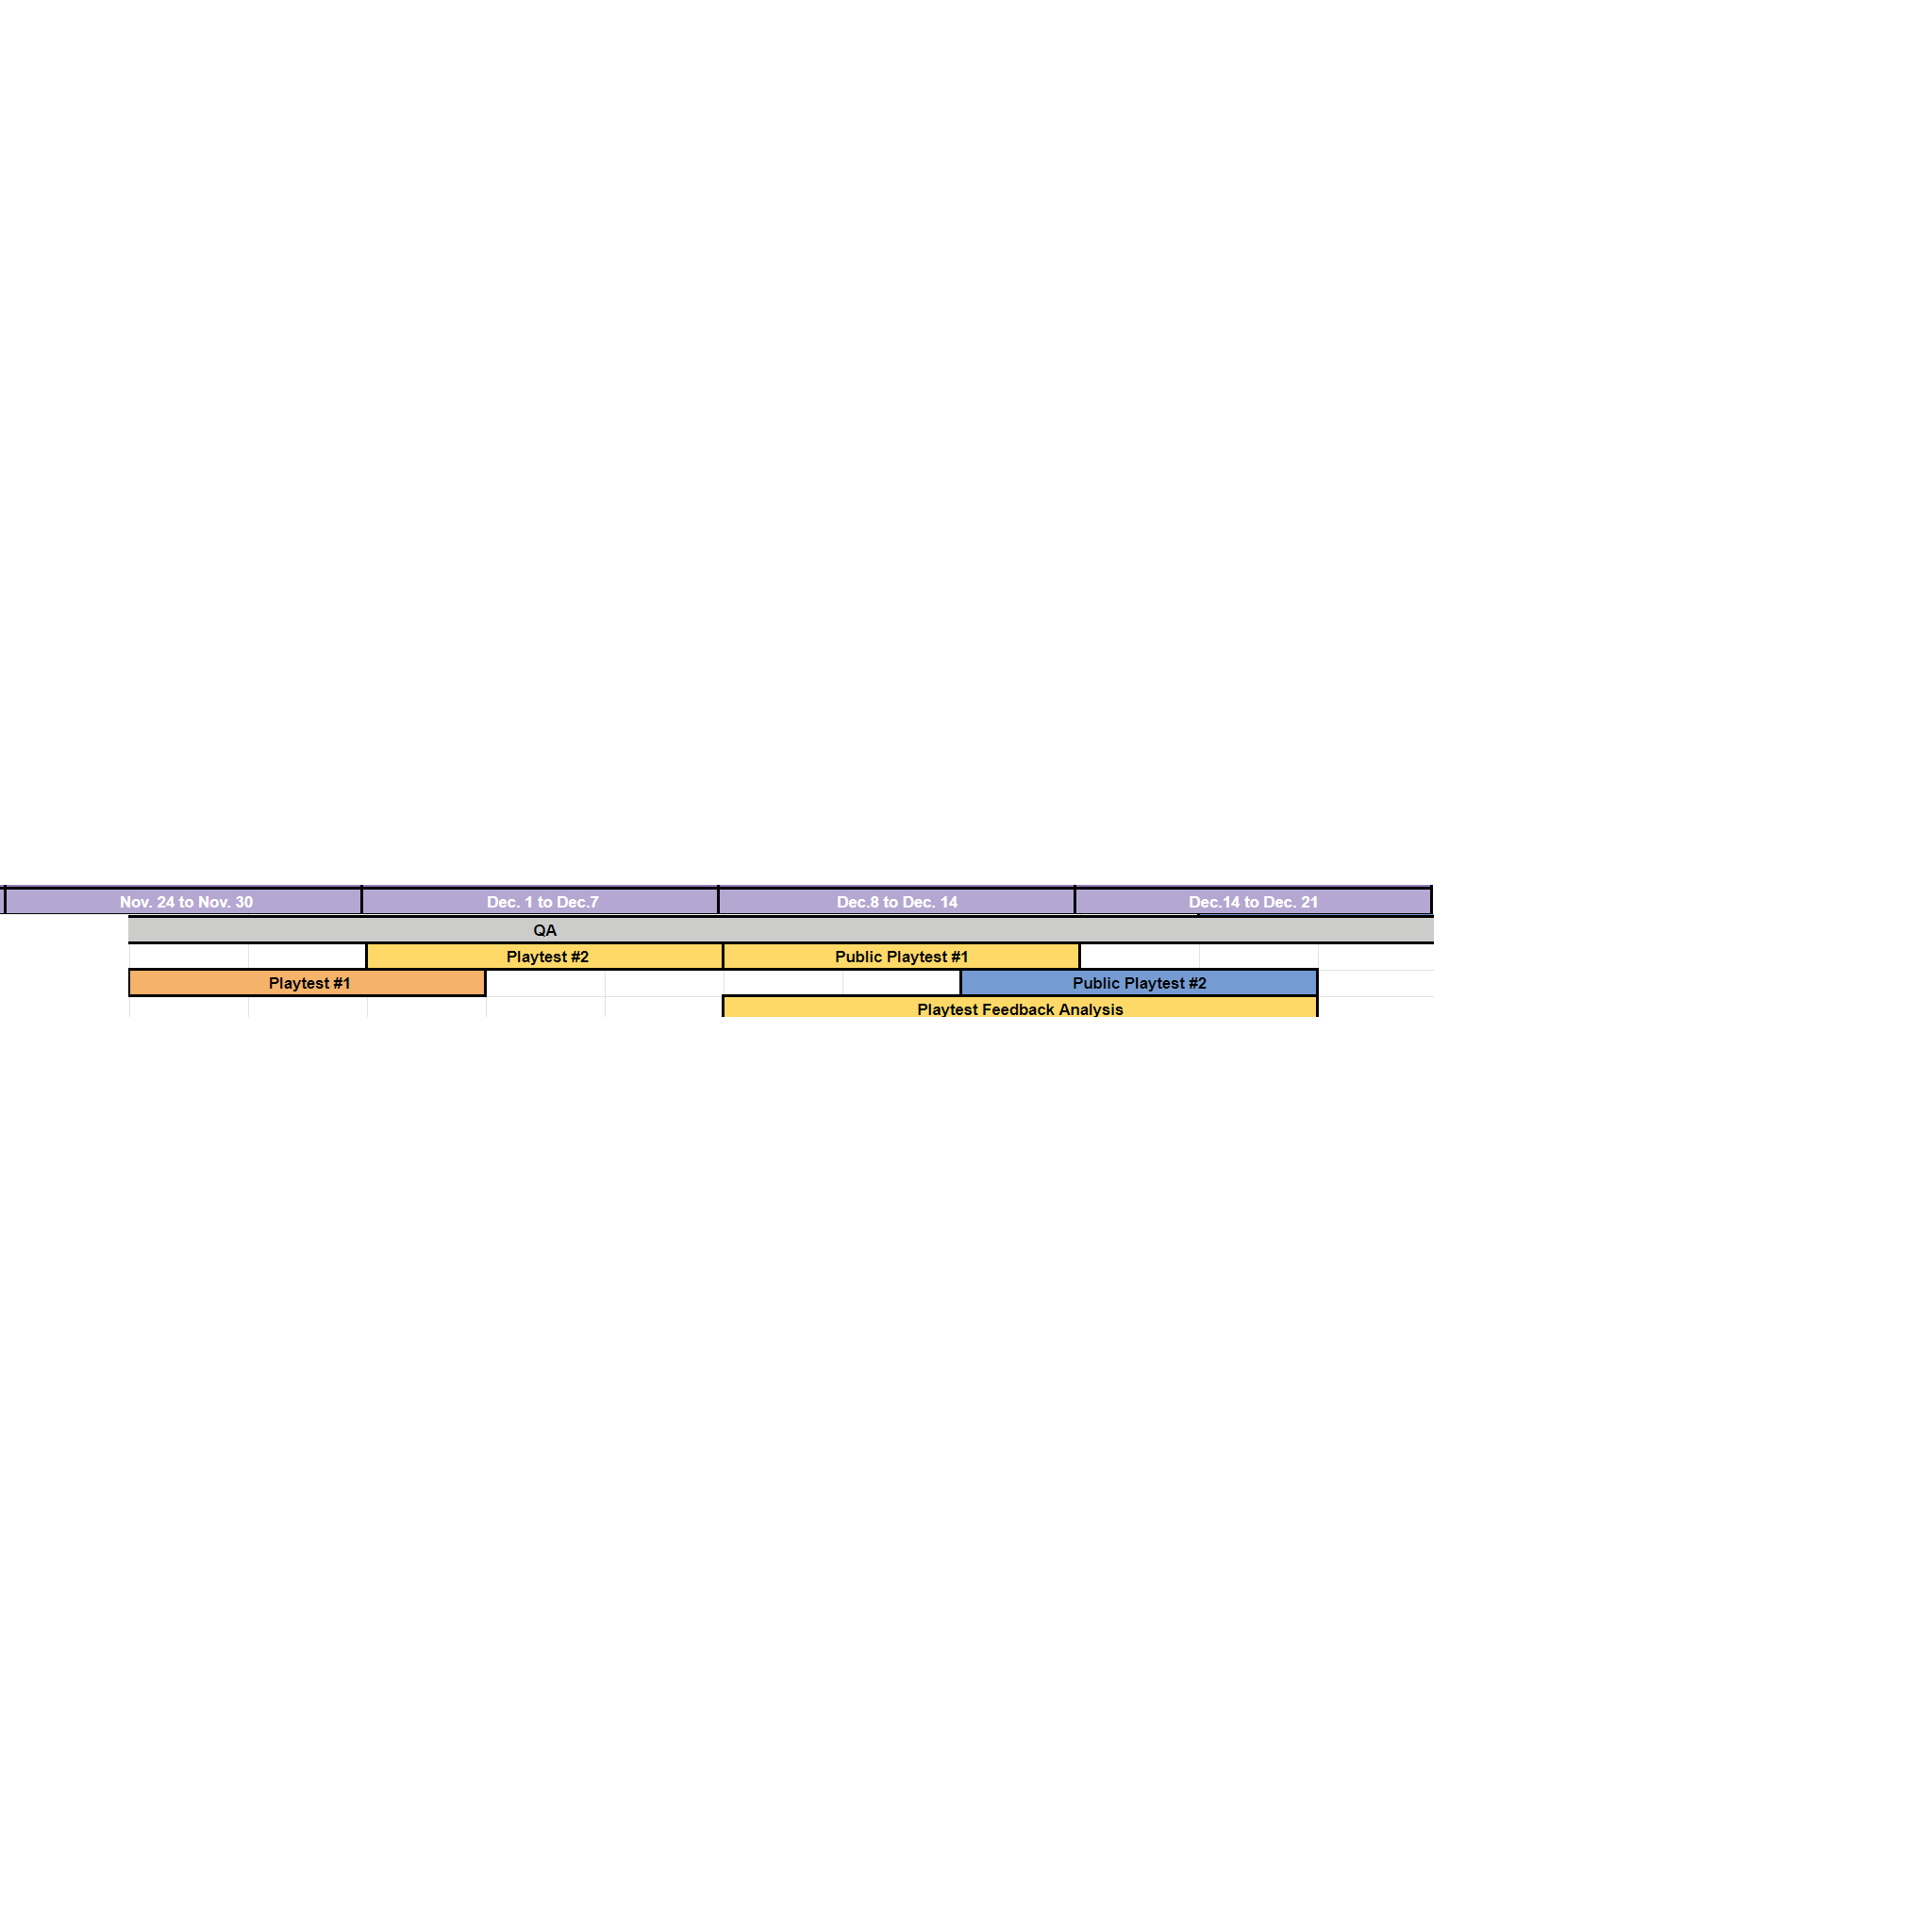 Nov. 24 to Nov. 30 Dec. 1 to Dec.7 Dec.8 to Dec. 14 Dec.14 to Dec. 21
QA
Playtest #2 Public Playtest #1
Playtest #1 Public Playtest #2
Playtest Feedback Analysis